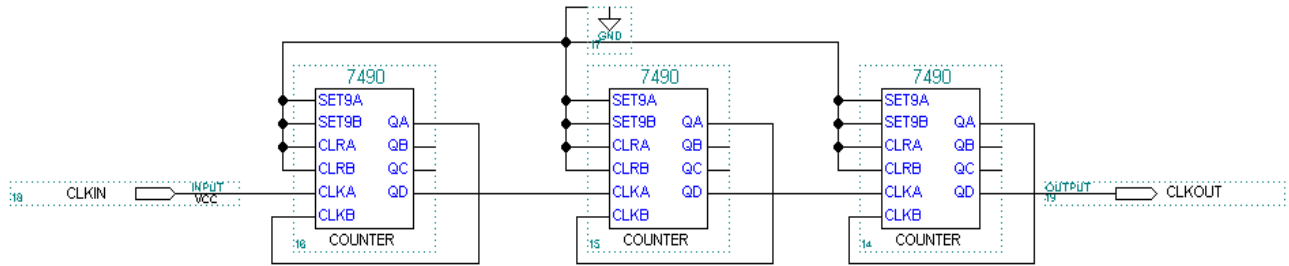 GND
17
7490
SET9A
SET9B QA
CLRA QB
CLRB QC
CLKA QD
CLKB
16
COUNTER
7490
SET9A
SET9B QA
CLRA QB
CLRB QC
CLKA QD
CLKB
15
COUNTER
7490
SET9A
SET9B QA
CLRA QB
CLRB QC
CLKA QD
CLKB
14
COUNTER
18
CLKIN
INPUT
VCC
OUTPUT
19
CLKOUT